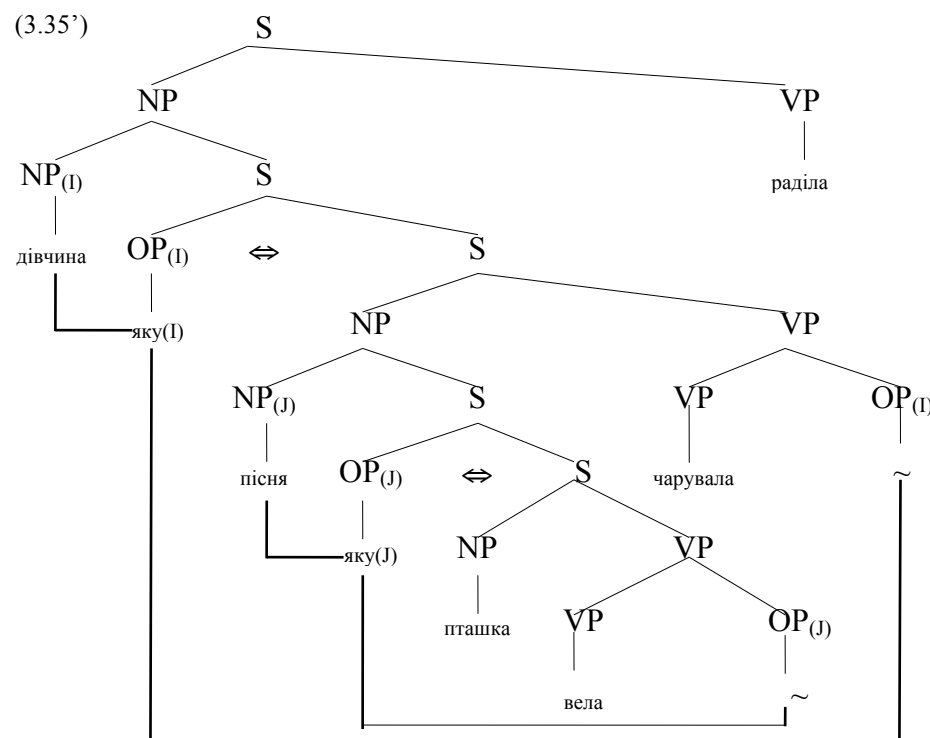 (3.35’)
S
NP VP
NP(I) S раділа
дівчина OP(I) ⇔ S
яку(I) NP VP
NP(J) S VP OP(I)
пісня OP(J) ⇔ S чарувала ~
яку(J) NP VP
пташка VP OP(J)
вела ~